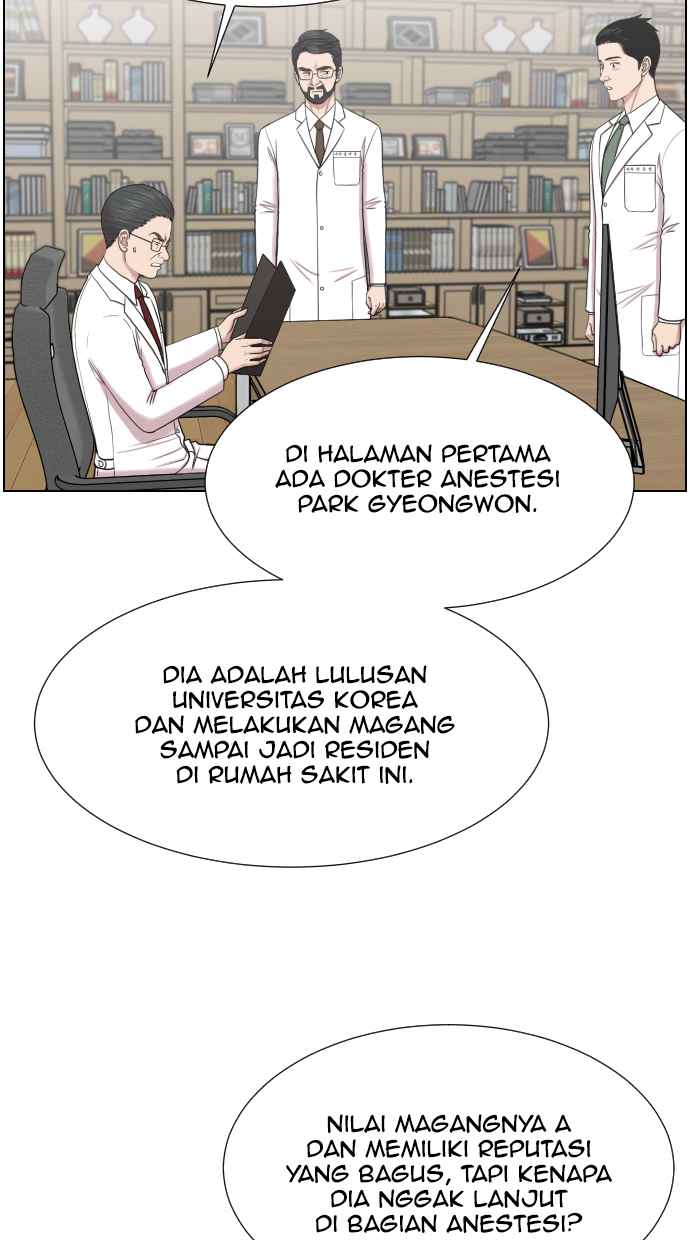 DI HALAMAN PERTAMA
ADA DOKTER ANESTESI
PARK GYEONGWON.
DIA ADALAH LULUSAN
UNIVERSITAS KOREA
DAN MELAKUKAN MAGANG
SAMPAI JADI RESIDEN
DI RUMAH SAKIT INI.
NILAI MAGANGNYA A
DAN MEMILIKI REPUTASI
YANG BAGUS, TAPI KENAPA
DIA NGGAK LANJUT
DI BAGIAN ANESTESI?